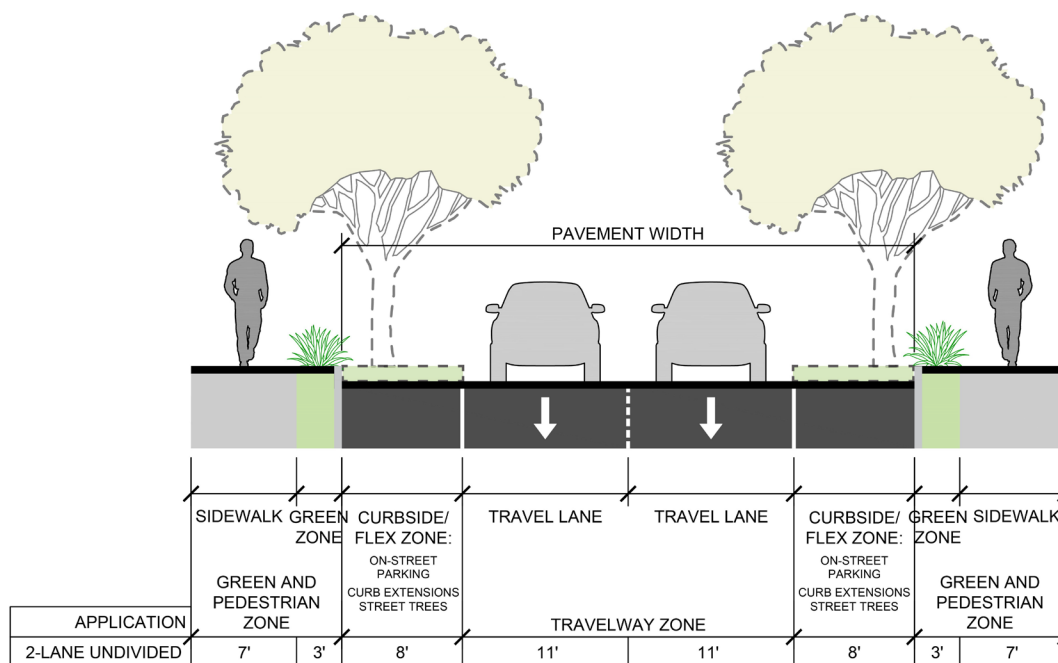 PAVEMENT WIDTH
SIDEWALK
GREEN
ZONE
CURBSIDE/
FLEX ZONE:
ON-STREET
PARKING
CURB EXTENSIONS
STREET TREES
TRAVEL LANE
TRAVEL LANE
CURBSIDE/
FLEX ZONE:
ON-STREET
PARKING
CURB EXTENSIONS
STREET TREES
GREEN
ZONE
SIDEWALK
GREEN AND
PEDESTRIAN
ZONE
TRAVELWAY ZONE
GREEN AND
PEDESTRIAN
ZONE
APPLICATION
2-LANE UNDIVIDED 7' 3' 8' 11' 11' 8' 3' 7'